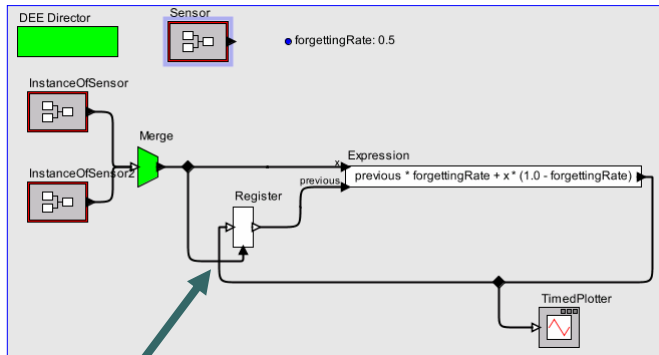 DEE Director
Sensor
forgettingRate: 0.5
InstanceOfSensor
Merge
InstanceOfSensor2
x
Expression
previous * forgettingRate + x * (1.0 - forgettingRate)
previous
Register
TimedPlotter